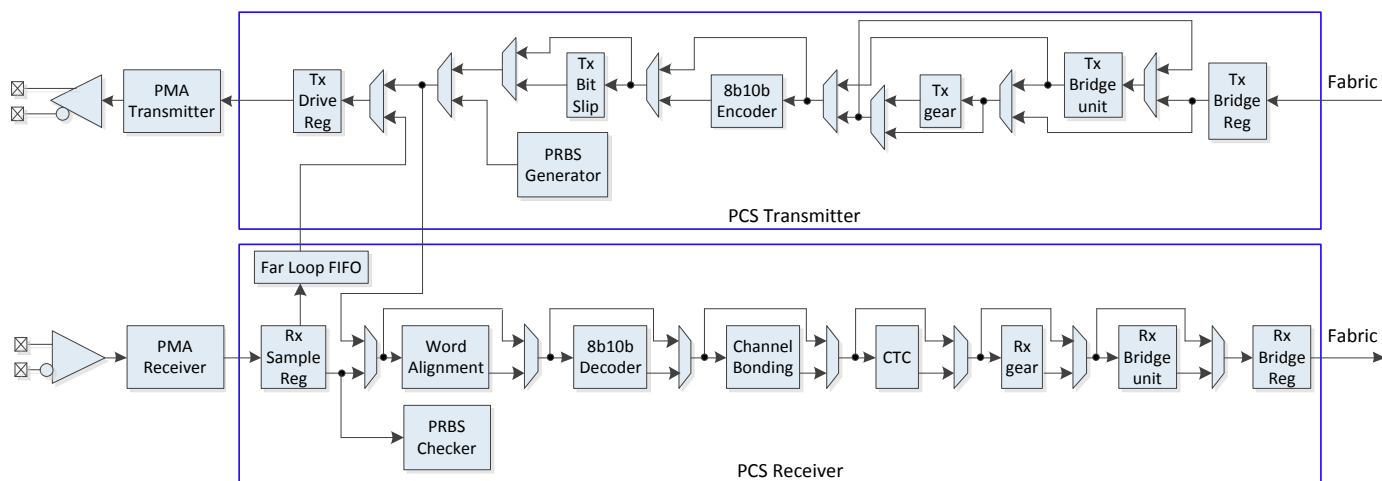 PMA
Transmitter
Tx
Drive
Reg
Tx
Bit
Slip
8b10b
Encoder
Tx
gear
Tx
Bridge
unit
Tx
Bridge
Reg
Fabric
PRBS
Generator
PCS Transmitter
Far Loop FIFO
PMA
Receiver
Rx
Sample
Reg
Word
Alignment
8b10b
Decoder
Channel
Bonding
CTC
Rx
gear
Rx
Bridge
unit
Rx
Bridge
Reg
Fabric
PRBS
Checker
PCS Receiver